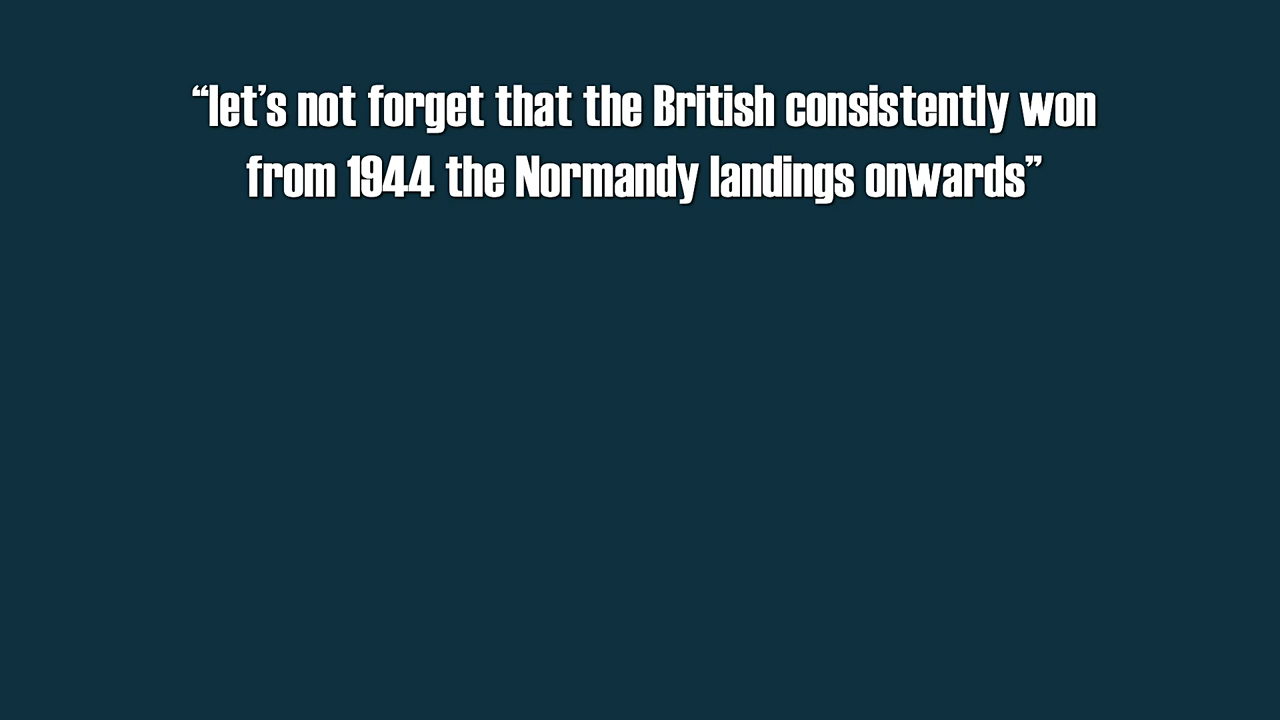 “let’s not forget that the British consistently won
from 1944 the Normandy landings onwards”